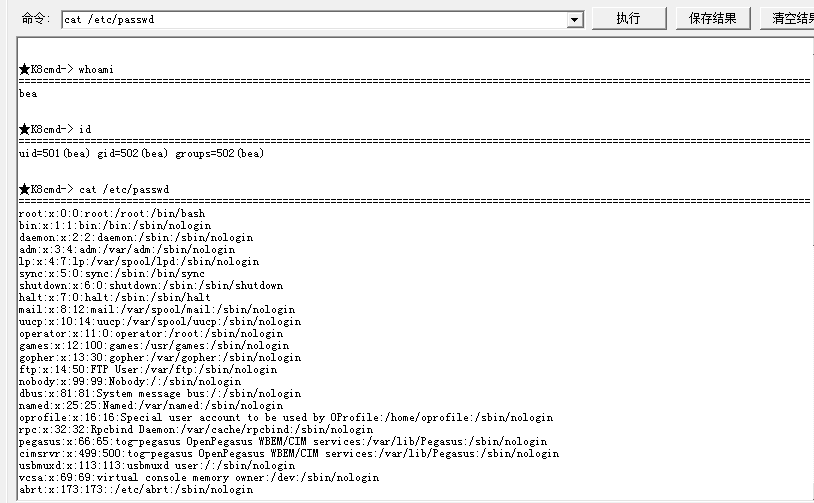 命令: cat /etc/passwd 执行 保存结果 清空结果
★K8cmd-> whoami
================================================================================
bea
★K8cmd-> id
================================================================================
uid=501(bea) gid=502(bea) groups=502(bea)
★K8cmd-> cat /etc/passwd
================================================================================
root:x:0:0:root:/root:/bin/bash
bin:x:1:1:bin:/bin:/sbin/nologin
daemon:x:2:2:daemon:/sbin:/sbin/nologin
adm:x:3:4:adm:/var/adm:/sbin/nologin
lp:x:4:7:lp:/var/spool/lpd:/sbin/nologin
sync:x:5:0:sync:/sbin:/bin/sync
shutdown:x:6:0:shutdown:/sbin:/sbin/shutdown
halt:x:7:0:halt:/sbin:/sbin/halt
mail:x:8:12:mail:/var/spool/mail:/sbin/nologin
uucp:x:10:14:uucp:/var/spool/uucp:/sbin/nologin
operator:x:11:0:operator:/root:/sbin/nologin
games:x:12:100:games:/usr/games:/sbin/nologin
gopher:x:13:30:gopher:/var/gopher:/sbin/nologin
ftp:x:14:50:FTP User:/var/ftp:/sbin/nologin
nobody:x:99:99:Nobody:/:/sbin/nologin
dbus:x:81:81:System message bus:/:/sbin/nologin
named:x:25:25:Named:/var/named:/sbin/nologin
oprofile:x:16:16:Special user account to be used by OProfile:/home/oprofile:/sbin/nologin
rpc:x:32:32:Rpcbind Daemon:/var/cache/rpcbind:/sbin/nologin
pegasus:x:66:65:tog-pegasus OpenPegasus WBEM/CIM services:/var/lib/Pegasus:/sbin/nologin
cimsrvr:x:499:500:tog-pegasus OpenPegasus WBEM/CIM services:/var/lib/Pegasus:/sbin/nologin
usbmuxd:x:113:113:usbmuxd user:/:/sbin/nologin
vcsa:x:69:69:virtual console memory owner:/dev:/sbin/nologin
abrt:x:173:173::/etc/abrt:/sbin/nologin